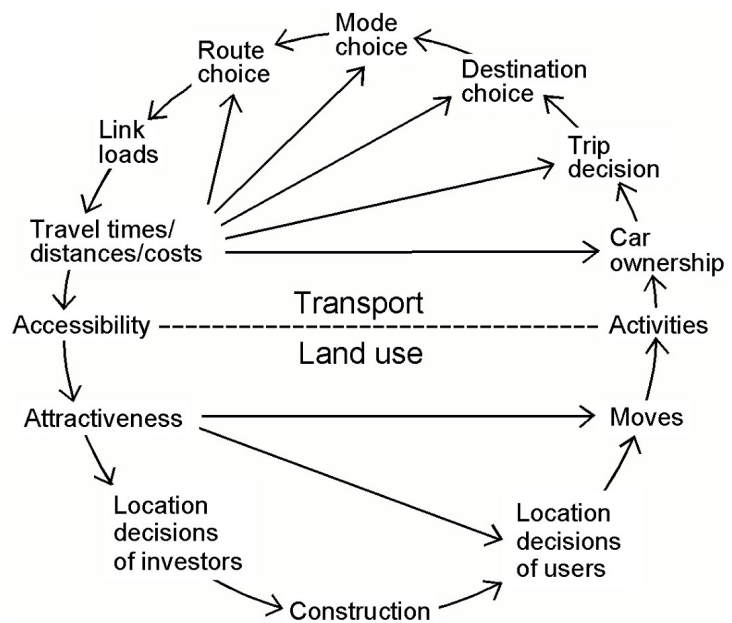 Mode
choice
Route
choice
Destination
choice
Link
loads
Trip
decision
Travel times/
distances/costs
Car
ownership
Transport
Accessibility
Activities
Land use
Attractiveness
Moves
Location
decisions
of investors
Location
decisions
of users
Construction